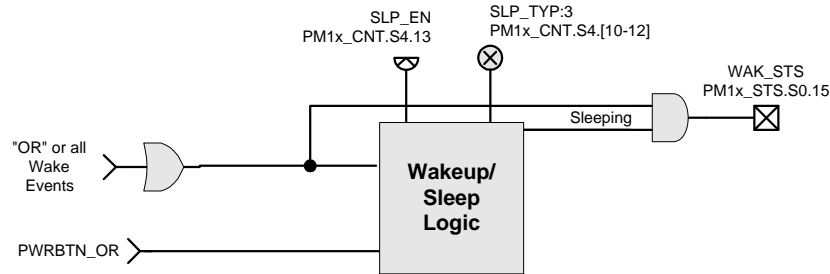 SLP_EN
PM1x_CNT.S4.13
SLP_TYP:3
PM1x_CNT.S4.[10-12]
WAK_STS
PM1x_STS.S0.15
Sleeping
"OR" or all
Wake
Events
Wakeup/
Sleep
Logic
PWRBTN_OR